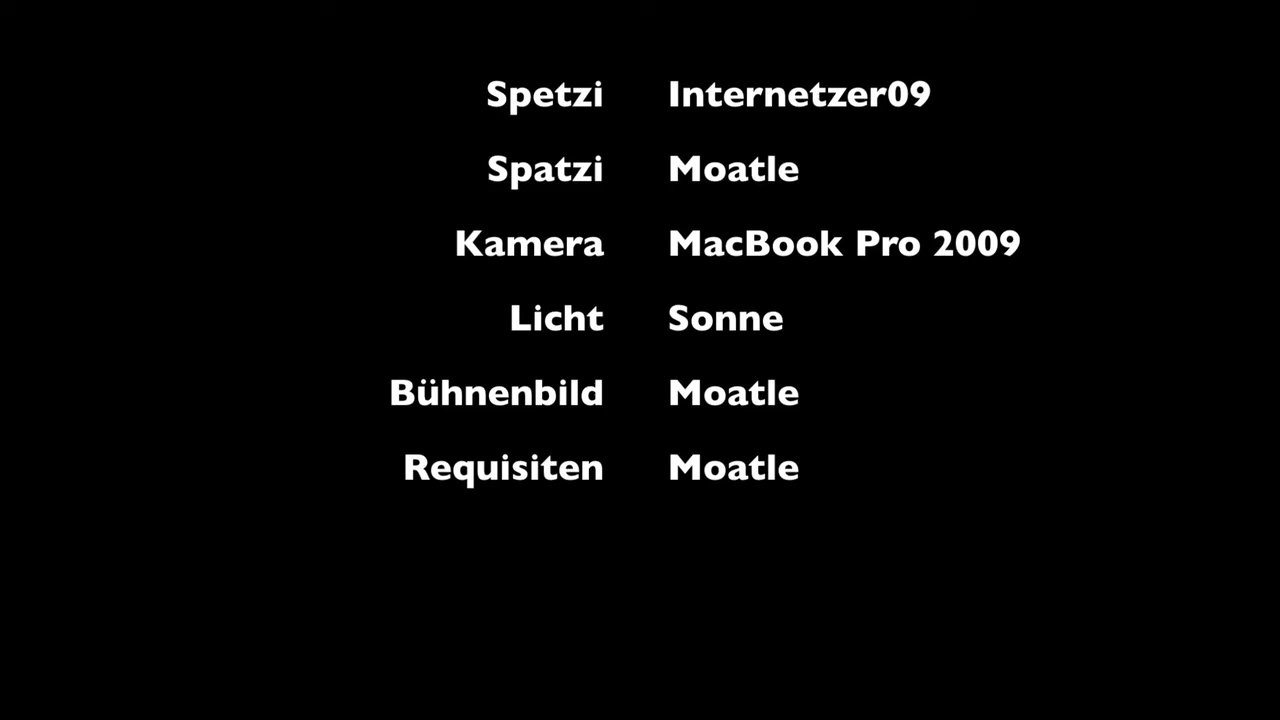 Spetzi Internetzer09
Spatzi Moatle
Kamera MacBook Pro 2009
Licht Sonne
Bühnenbild Moatle
Requisiten Moatle